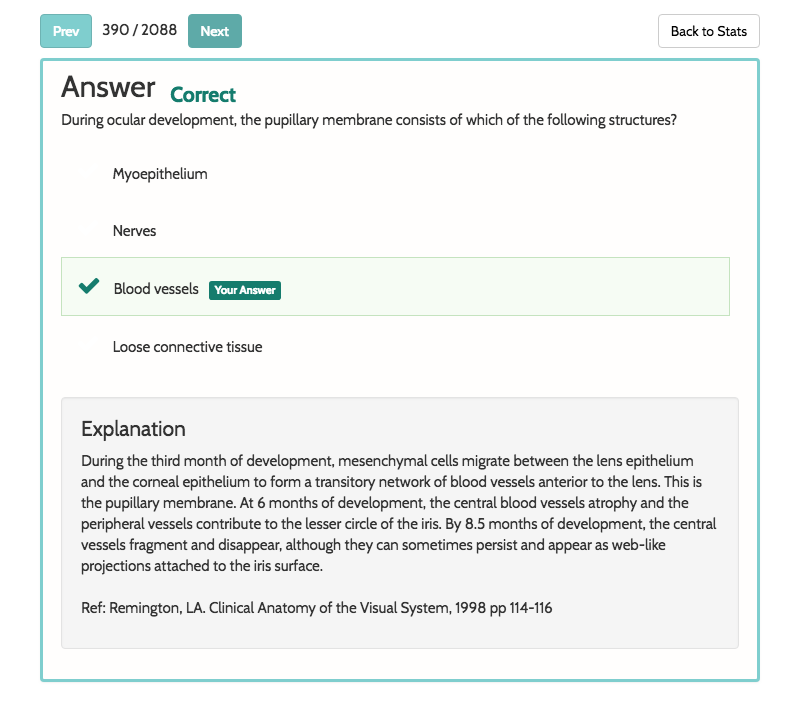 Prev 390 / 2088 Next Back to Stats
Answer Correct
During ocular development, the pupillary membrane consists of which of the following structures?
Myoepithelium
Nerves
Blood vessels Your Answer
Loose connective tissue
Explanation
During the third month of development, mesenchymal cells migrate between the lens epithelium
and the corneal epithelium to form a transitory network of blood vessels anterior to the lens. This is
the pupillary membrane. At 6 months of development, the central blood vessels atrophy and the
peripheral vessels contribute to the lesser circle of the iris. By 8.5 months of development, the central
vessels fragment and disappear, although they can sometimes persist and appear as web-like
projections attached to the iris surface.
Ref: Remington, LA. Clinical Anatomy of the Visual System, 1998 pp 114-116